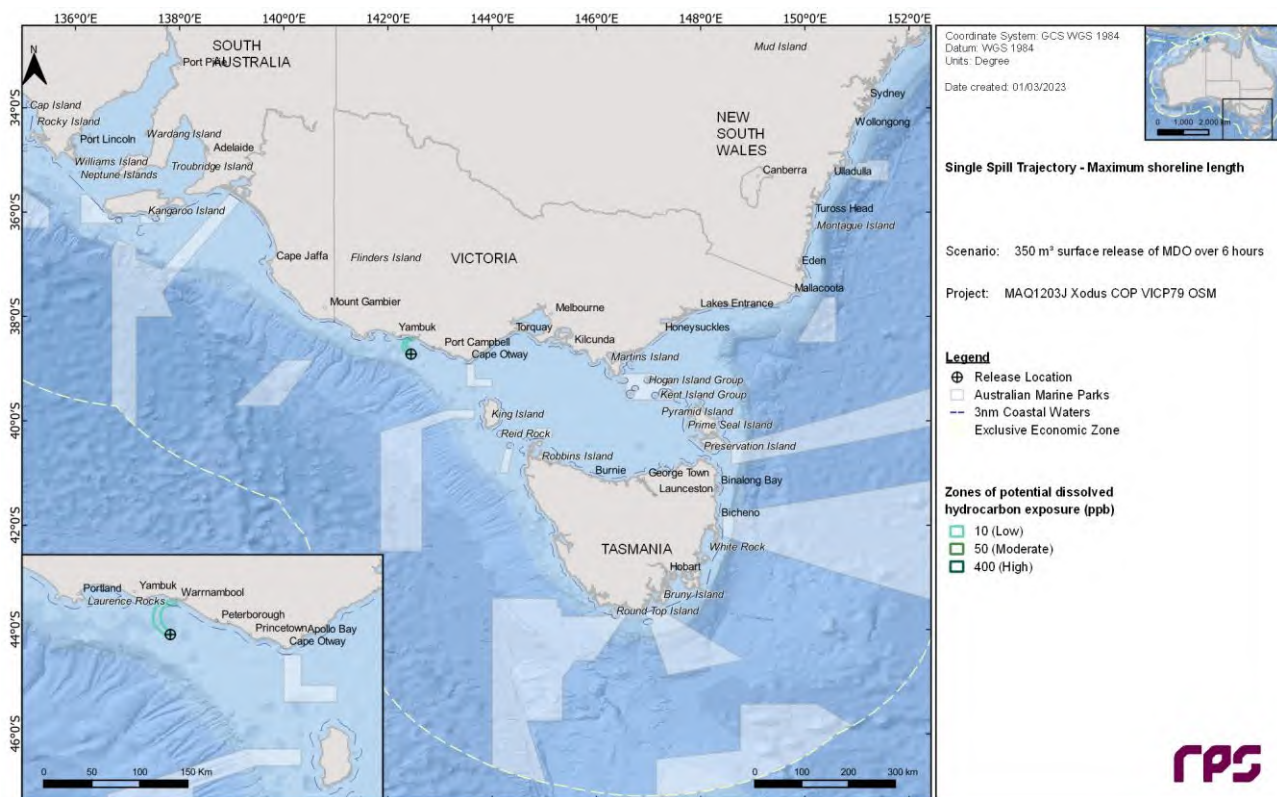 136°0'E 138°0'E 140°0'E 142°0'E 144°0'E 146°0'E 148°0'E 150°0'E 152°0'E
34°0'S
36°0'S
38°0'S
40°0'S
42°0'S
44°0'S
46°0'S
N
SOUTH
AUSTRALIA
Port Pirie
Mud Island
Cap Island
Rocky Island
Port Lincoln
Wardang Island
Adelaide
Williams Island
Neptune Islands
Troubridge Island
Kangaroo Island
NEW
SOUTH
WALES
Canberra
Sydney
Wollongong
Ulladulla
Tuross Head
Montague Island
Eden
Mallacoota
Cape Jaffa
Flinders Island
VICTORIA
Mount Gambier
Melbourne
Lakes Entrance
Yambuk
Torquay
Honeysuckles
Port Campbell
Kilcunda
Cape Otway
Martins Island
Hogan Island Group
Kent Island Group
King Island
Pyramid Island
Prime Seal Island
Reid Rock
Preservation Island
Robbins Island
Burnie
George Town
Launceston
Binalong Bay
Bicheno
TASMANIA
White Rock
Hobart
Bruny Island
Round Top Island
0 100 200 300 km
Portland
Yambuk
Warrnambool
Laurence Rocks
Peterborough
Princetown
Apollo Bay
Cape Otway
0 50 100 150 Km
Coordinate System: GCS WGS 1984
Datum: WGS 1984
Units: Degree
Date created: 01/03/2023
0 1,000 2,000 km
Single Spill Trajectory - Maximum shoreline length
Scenario: 350 m³ surface release of MDO over 6 hours
Project: MAQ1203J Xodus COP VICP79 OSM
Legend
Release Location
Australian Marine Parks
3nm Coastal Waters
Exclusive Economic Zone
Zones of potential dissolved
hydrocarbon exposure (ppb)
10 (Low)
50 (Moderate)
400 (High)
rps